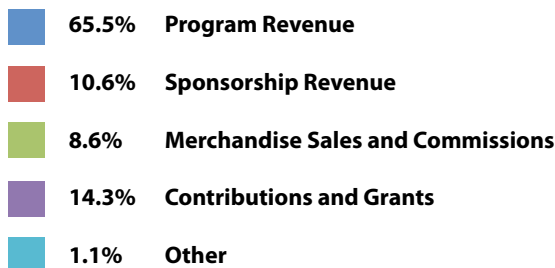 65.5% Program Revenue
10.6% Sponsorship Revenue
8.6% Merchandise Sales and Commissions
14.3% Contributions and Grants
1.1% Other